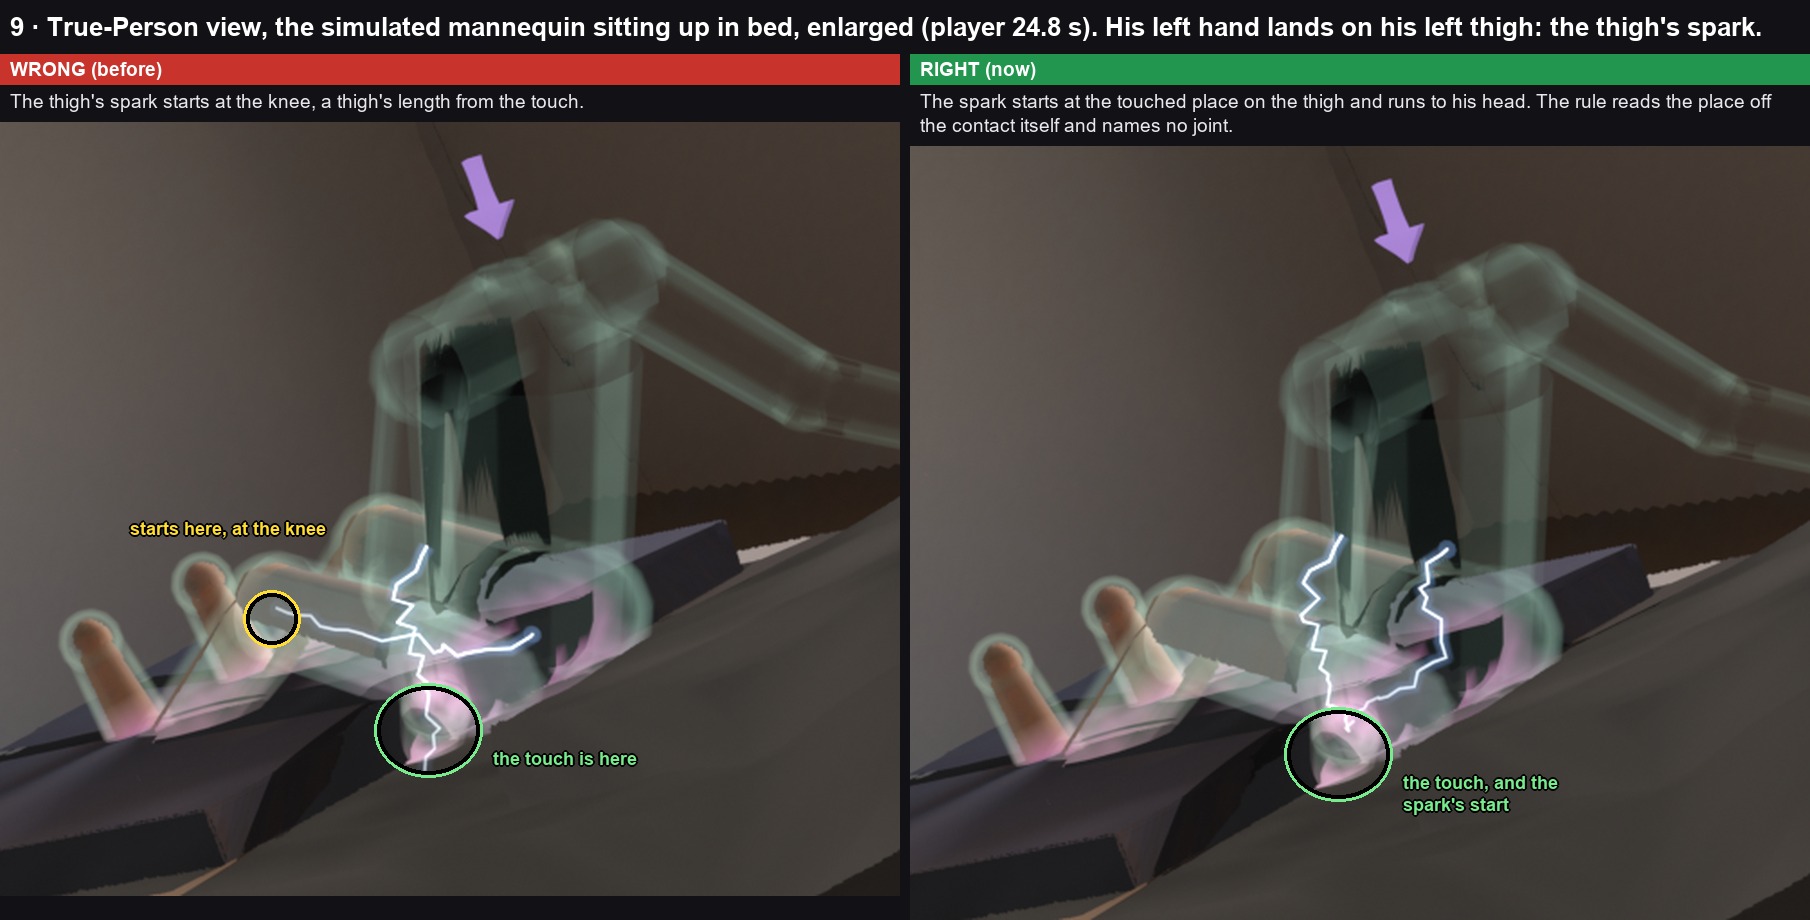 9 · True-Person view, the simulated mannequin sitting up in bed, enlarged (player 24.8 s). His left hand lands on his left thigh: the thigh's spark.
WRONG (before)
The thigh's spark starts at the knee, a thigh's length from the touch.
starts here, at the knee
the touch is here
RIGHT (now)
The spark starts at the touched place on the thigh and runs to his head. The rule reads the place off
the contact itself and names no joint.
the touch, and the
spark's start